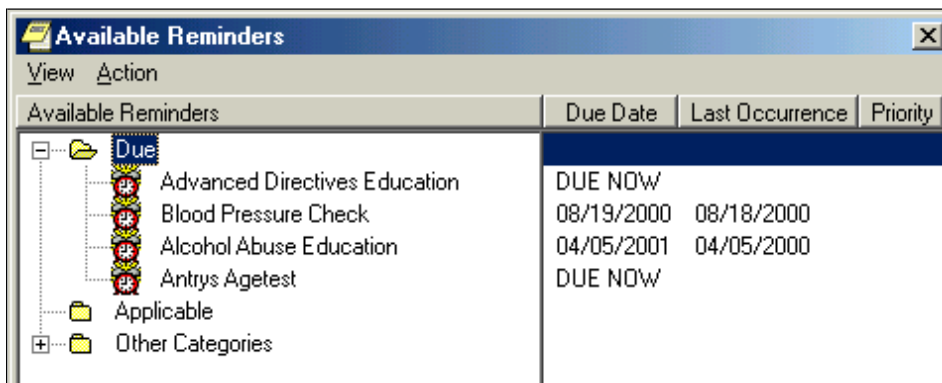 Available Reminders
View Action
Available Reminders Due Date Last Occurrence Priority
Due
Advanced Directives Education DUE NOW
Blood Pressure Check 08/19/2000 08/18/2000
Alcohol Abuse Education 04/05/2001 04/05/2000
Antrys Agetest DUE NOW
Applicable
Other Categories